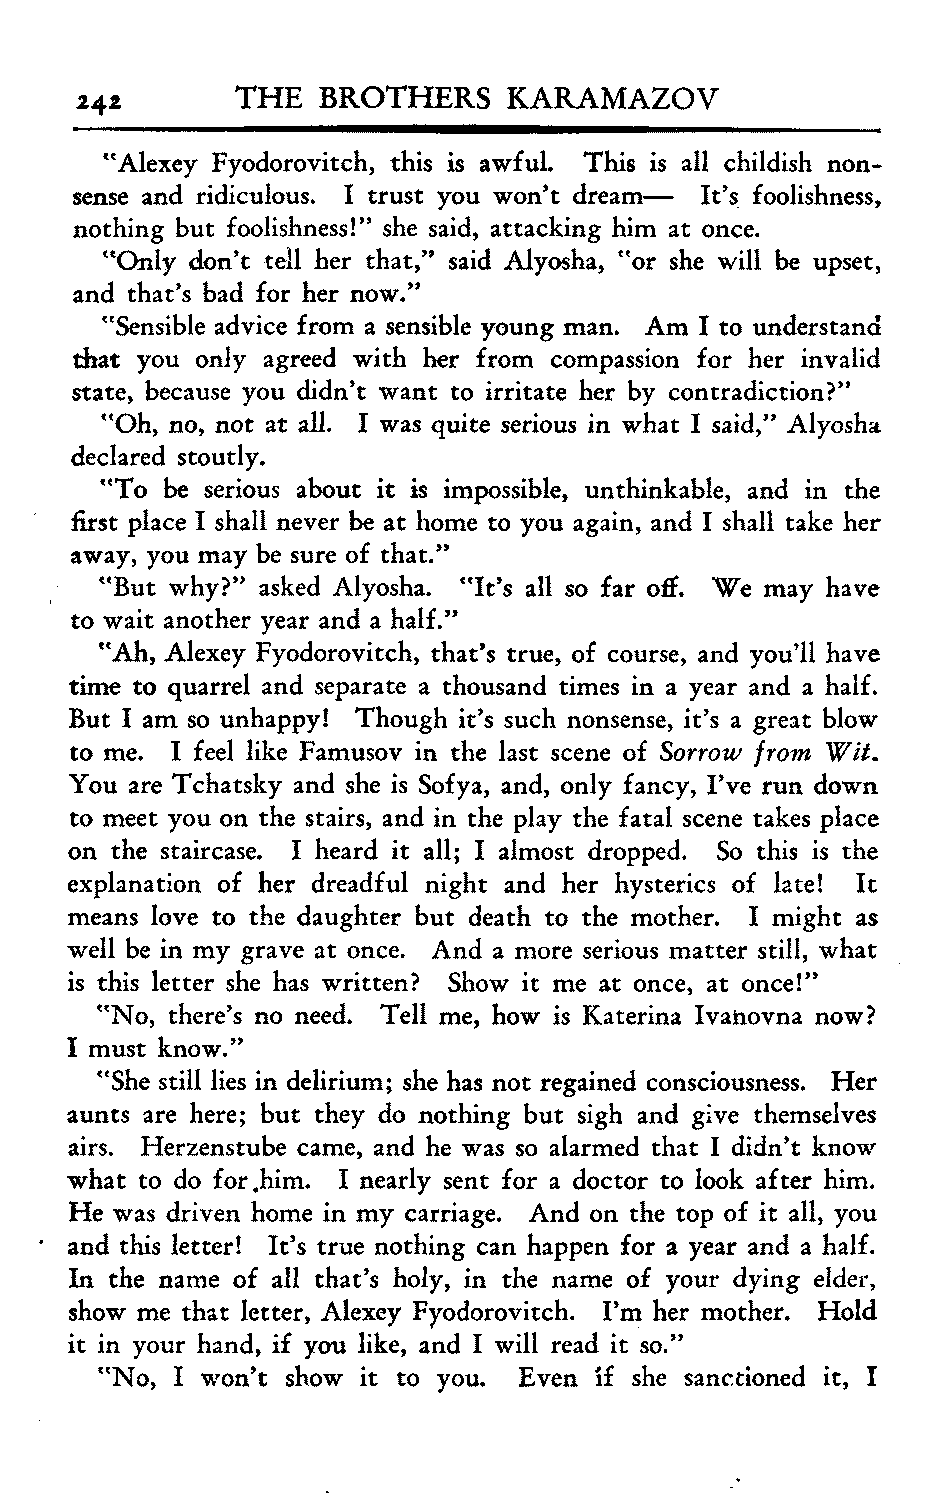 242 THE BROTHERS KARAMAZOV
"Alexey Fyodorovitch, this is awful. This is all childish non-
sense and ridiculous. I trust you won't dream— It's foolishness,
nothing but foolishness!" she said, attacking him at once.
"Only don't tell her that," said Alyosha, "or she will be upset,
and that's bad for her now."
"Sensible advice from a sensible young man. Am I to understand
that you only agreed with her from compassion for her invalid
state, because you didn't want to irritate her by contradiction?"
"Oh, no, not at all. I was quite serious in what I said," Alyosha
declared stoutly.
"To be serious about it is impossible, unthinkable, and in the
first place I shall never be at home to you again, and I shall take her
away, you may be sure of that."
"But why?" asked Alyosha. "It's all so far off. We may have
to wait another year and a half."
"Ah, Alexey Fyodorovitch, that's true, of course, and you'll have
time to quarrel and separate a thousand times in a year and a half.
But I am so unhappy! Though it's such nonsense, it's a great blow
to me. I feel like Famusov in the last scene of Sorrow from Wit.
You are Tchatsky and she is Sofya, and, only fancy, I've run down
to meet you on the stairs, and in the play the fatal scene takes place
on the staircase. I heard it all; I almost dropped. So this is the
explanation of her dreadful night and her hysterics of late! It
means love to the daughter but death to the mother. I might as
well be in my grave at once. And a more serious matter still, what
is this letter she has written? Show it me at once, at once!"
"No, there's no need. Tell me, how is Katerina Ivanovna now?
I must know."
"She still lies in delirium; she has not regained consciousness. Her
aunts are here; but they do nothing but sigh and give themselves
airs. Herzenstube came, and he was so alarmed that I didn't know
what to do for him. I nearly sent for a doctor to look after him.
He was driven home in my carriage. And on the top of it all, you
and this letter! It's true nothing can happen for a year and a half.
In the name of all that's holy, in the name of your dying elder,
show me that letter, Alexey Fyodorovitch. I'm her mother. Hold
it in your hand, if you like, and I will read it so."
"No, I won't show it to you. Even if she sanctioned it, I